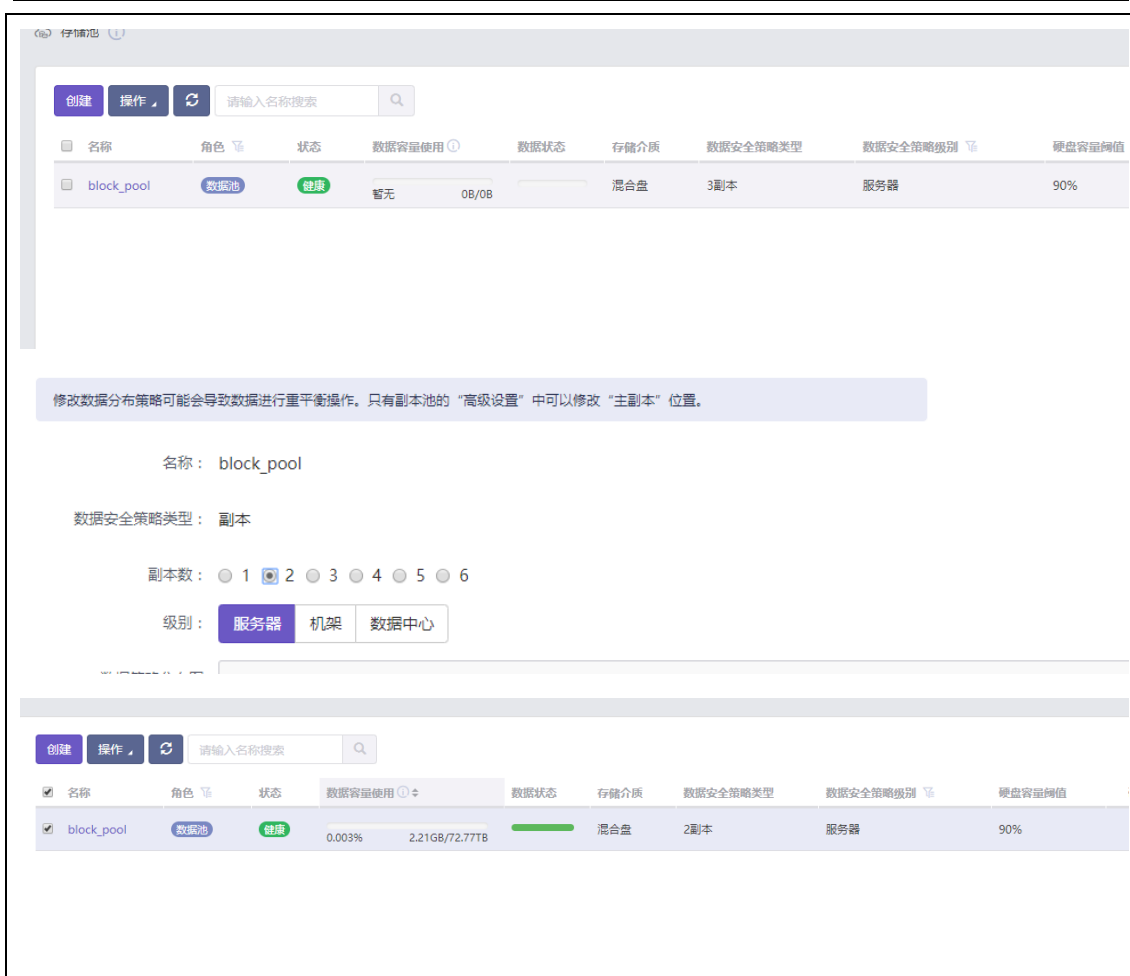 存储池
创建 操作 请输入名称搜索
名称 角色 状态 数据容量使用 数据状态 存储介质 数据安全策略类型 数据安全策略级别 硬盘容量阈值
block_pool 数据池 健康 暂无 0B/0B 混合盘 3副本 服务器 90%
修改数据分布策略可能会导致数据进行重平衡操作。只有副本池的“高级设置”中可以修改“主副本”位置。
名称： block_pool
数据安全策略类型： 副本
副本数： 1 2 3 4 5 6
级别： 服务器 机架 数据中心
创建 操作 请输入名称搜索
名称 角色 状态 数据容量使用 数据状态 存储介质 数据安全策略类型 数据安全策略级别 硬盘容量阈值
block_pool 数据池 健康 0.003% 2.21GB/72.77TB 混合盘 2副本 服务器 90%